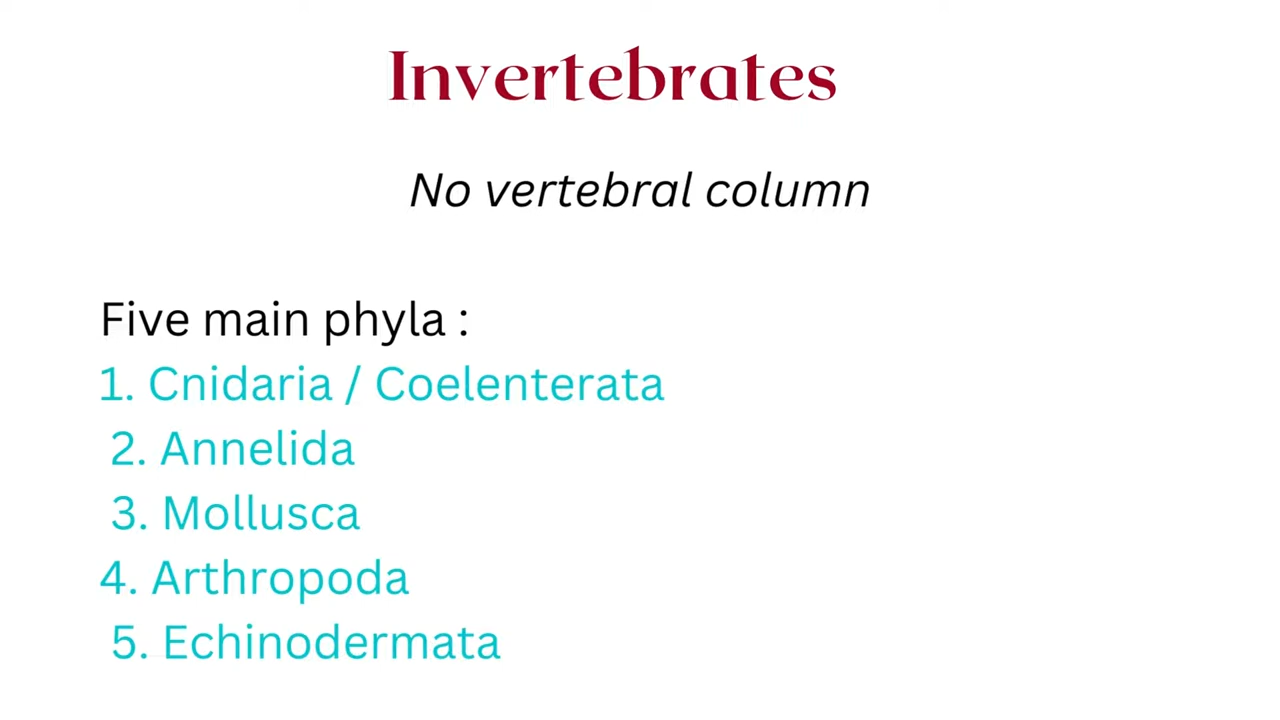 Invertebrates
No vertebral column
Five main phyla :
1. Cnidaria / Coelenterata
2. Annelida
3. Mollusca
4. Arthropoda
5. Echinodermata